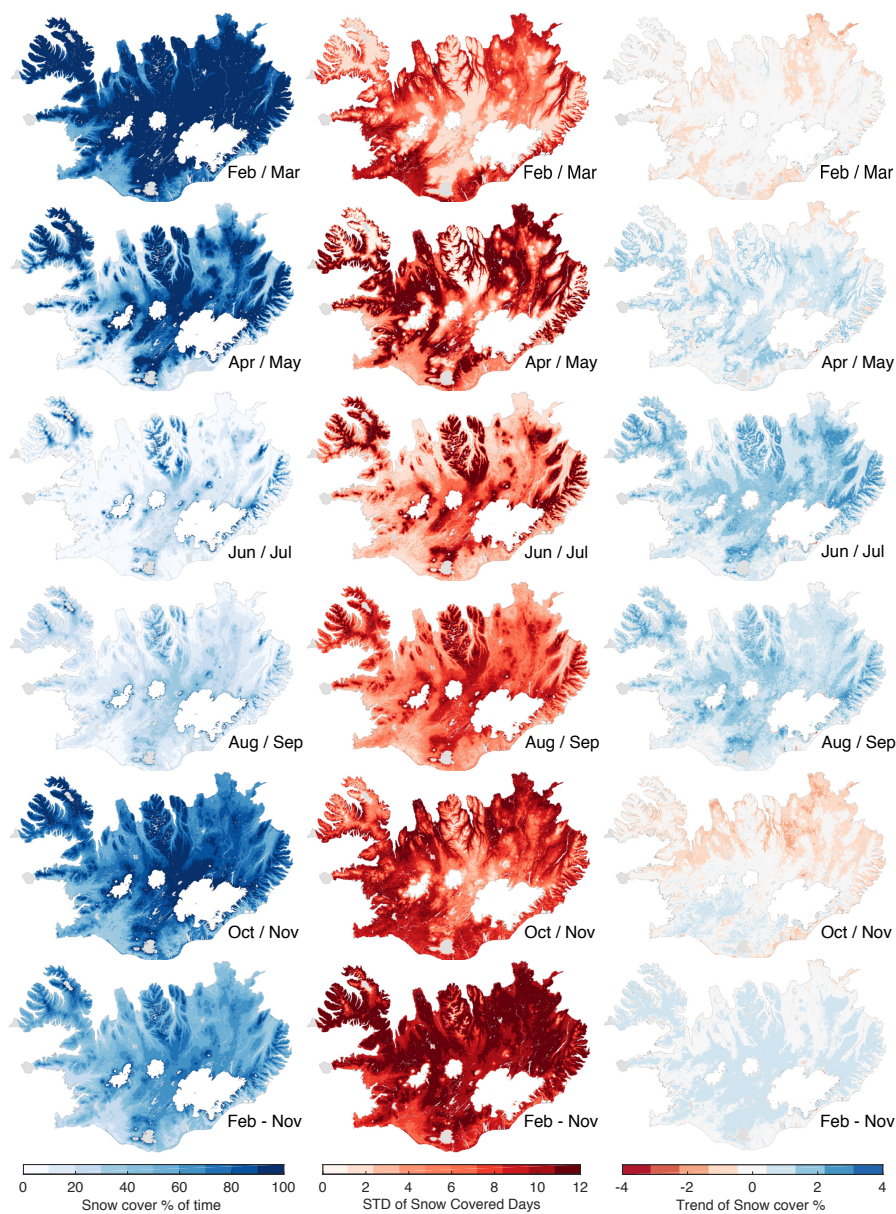 Feb / Mar Feb / Mar Feb / Mar
Apr / May Apr / May Apr / May
Jun / Jul Jun / Jul Jun / Jul
Aug / Sep Aug / Sep Aug / Sep
Oct / Nov Oct / Nov Oct / Nov
Feb - Nov Feb - Nov Feb - Nov
0 20 40 60 80 100 0 2 4 6 8 10 12 -4 -2 0 2 4
Snow cover % of time STD of Snow Covered Days Trend of Snow cover %